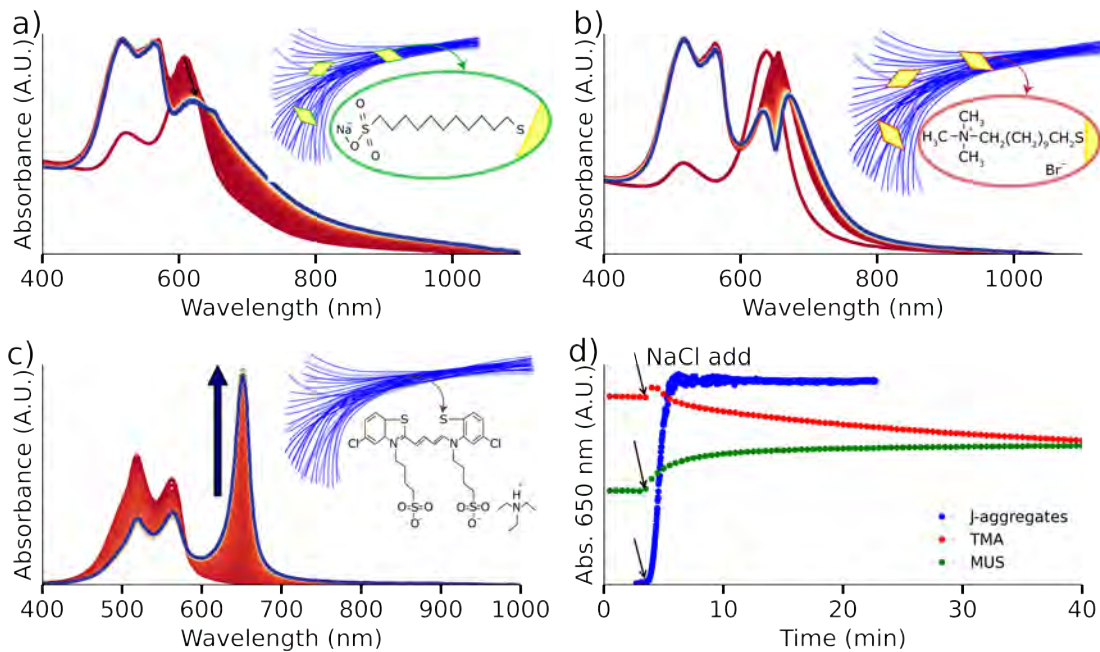 a)
Absorbance (A.U.)
Na⁺
O
S
O
O
S
400 600 800 1000
Wavelength (nm)
b)
Absorbance (A.U.)
CH₃
H₃C-N⁺-CH₂(CH₂)₉CH₂S
CH₃
Br⁻
400 600 800 1000
Wavelength (nm)
c)
Absorbance (A.U.)
S S
Cl N⁺ N Cl
O=S=O O=S=O
O⁻ O⁻
H
N⁺
400 500 600 700 800 900 1000
Wavelength (nm)
d)
NaCl add
Abs. 650 nm (A.U.)
J-aggregates
TMA
MUS
0 10 20 30 40
Time (min)